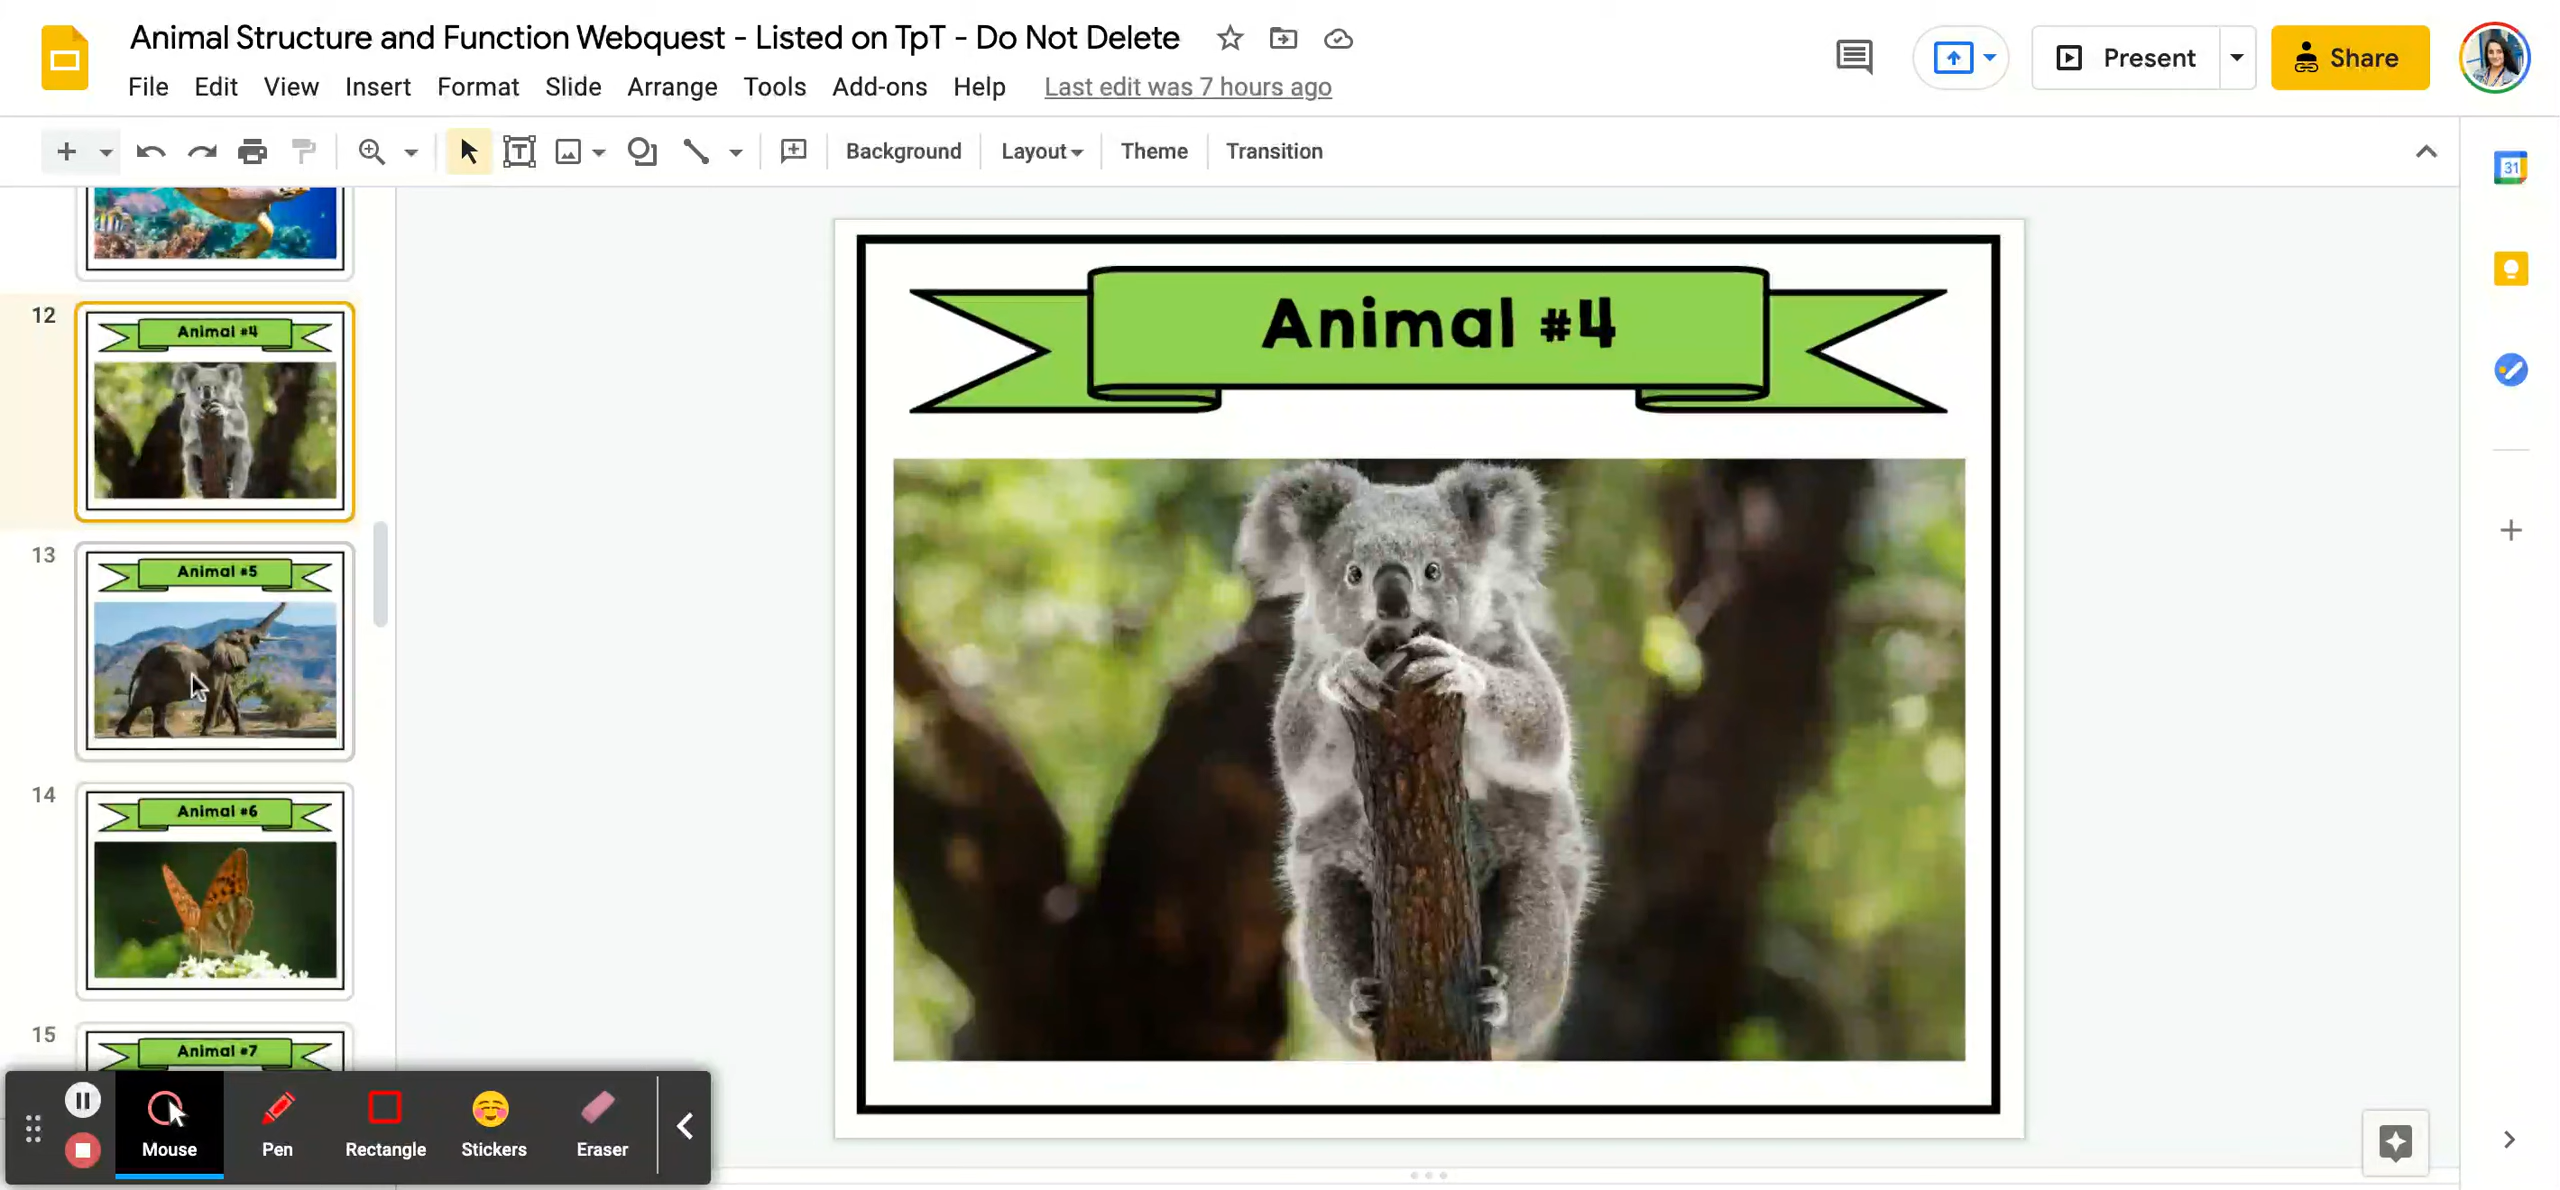 Animal Structure and Function Webquest - Listed on TpT - Do Not Delete
File Edit View Insert Format Slide Arrange Tools Add-ons Help Last edit was 7 hours ago
Present
Share
Background Layout Theme Transition
31
12
Animal #4
13
Animal #5
14
Animal #6
15
Animal #7
Animal #4
Mouse Pen Rectangle Stickers Eraser